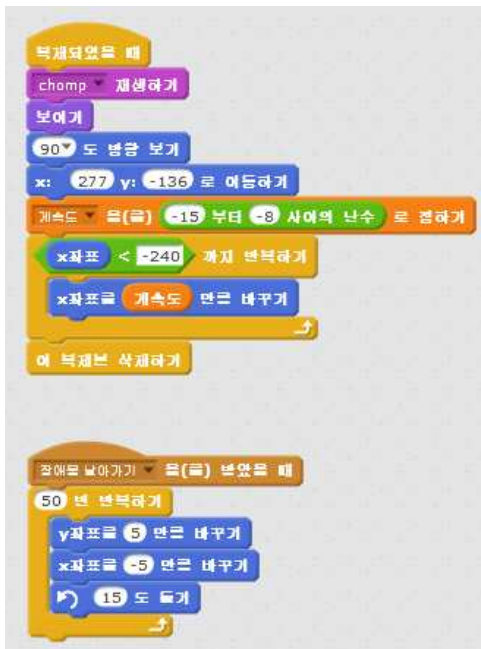 복제되었을 때
chomp 재생하기
보이기
90 도 방향 보기
x: 277 y: -136 로 이동하기
게속도 을(를) -15 부터 -8 사이의 난수 로 정하기
x좌표 < -240 까지 반복하기
x좌표를 게속도 만큼 바꾸기
이 복제본 삭제하기
장애물 날아가기 을(를) 받았을 때
50 번 반복하기
y좌표를 5 만큼 바꾸기
x좌표를 -5 만큼 바꾸기
15 도 돌기